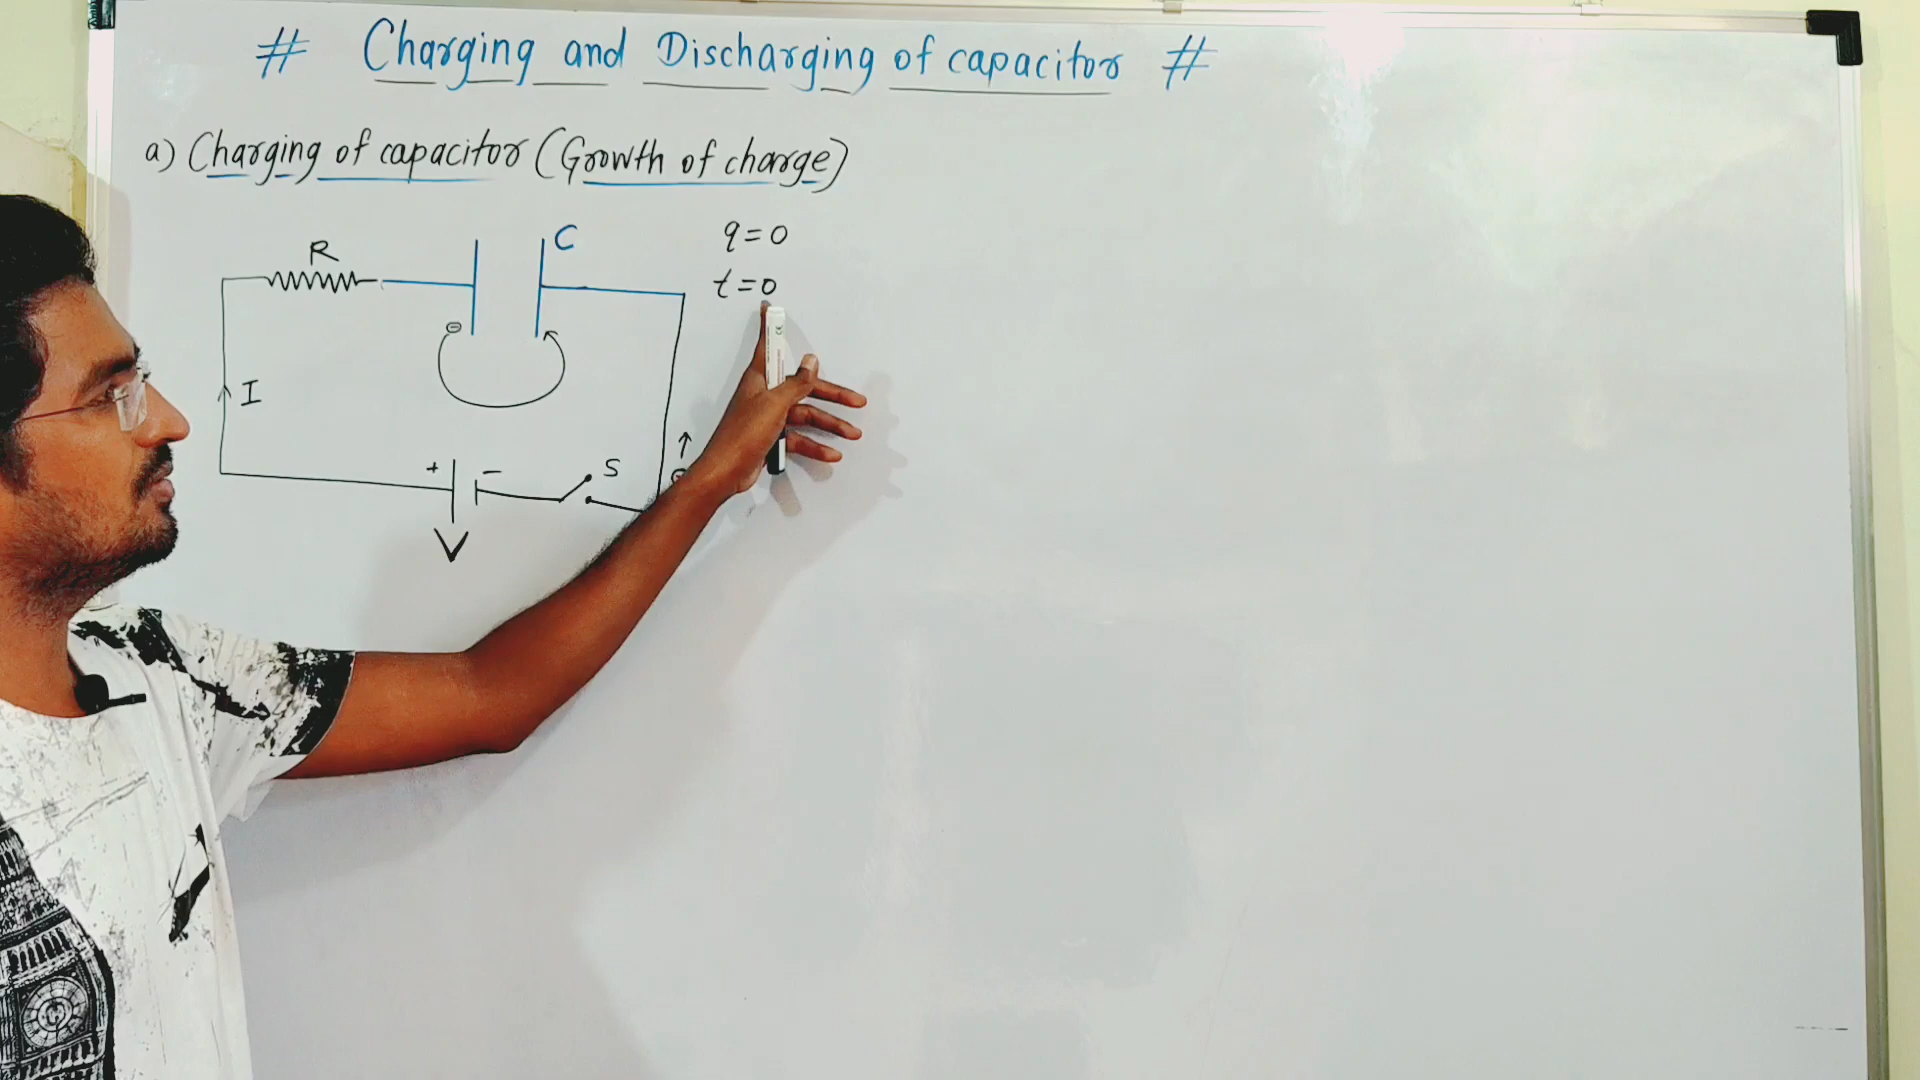 # Charging and Discharging of capacitor #
a) Charging of capacitor (Growth of charge)
R
C
q=0
t=0
⊖
I
+
−
S
V